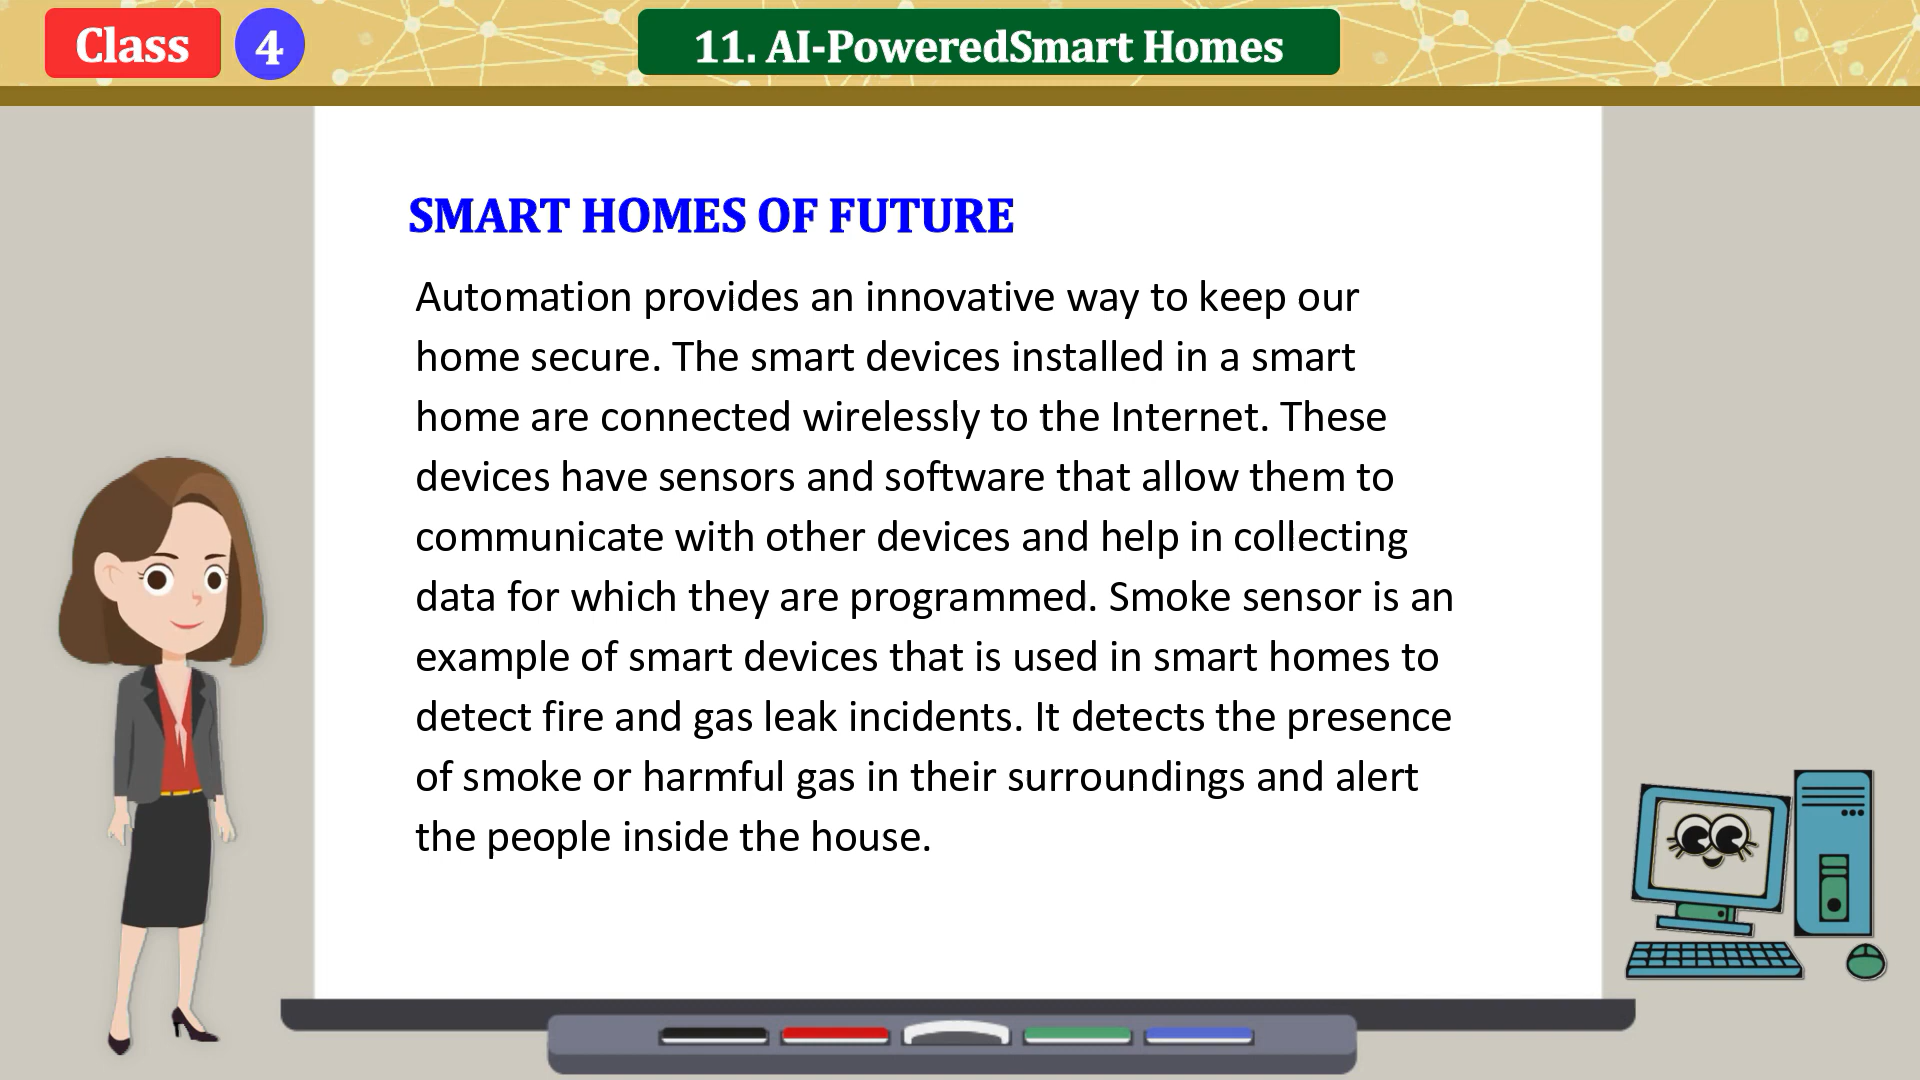 Class 4
11. AI-PoweredSmart Homes
SMART HOMES OF FUTURE
Automation provides an innovative way to keep our
home secure. The smart devices installed in a smart
home are connected wirelessly to the Internet. These
devices have sensors and software that allow them to
communicate with other devices and help in collecting
data for which they are programmed. Smoke sensor is an
example of smart devices that is used in smart homes to
detect fire and gas leak incidents. It detects the presence
of smoke or harmful gas in their surroundings and alert
the people inside the house.